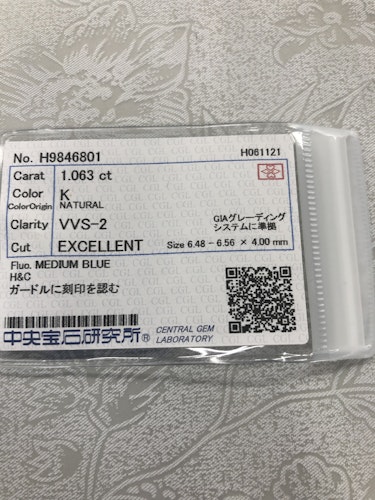 No. H9846801 H061121
Carat 1.063 ct
Color K
ColorOrigin NATURAL
Clarity VVS-2 GIAグレーディング
システムに準拠
Cut EXCELLENT Size 6.48 - 6.56 × 4.00 mm
Fluo. MEDIUM BLUE
H&C
ガードルに刻印を認む
中央宝石研究所® CENTRAL GEM
LABORATORY